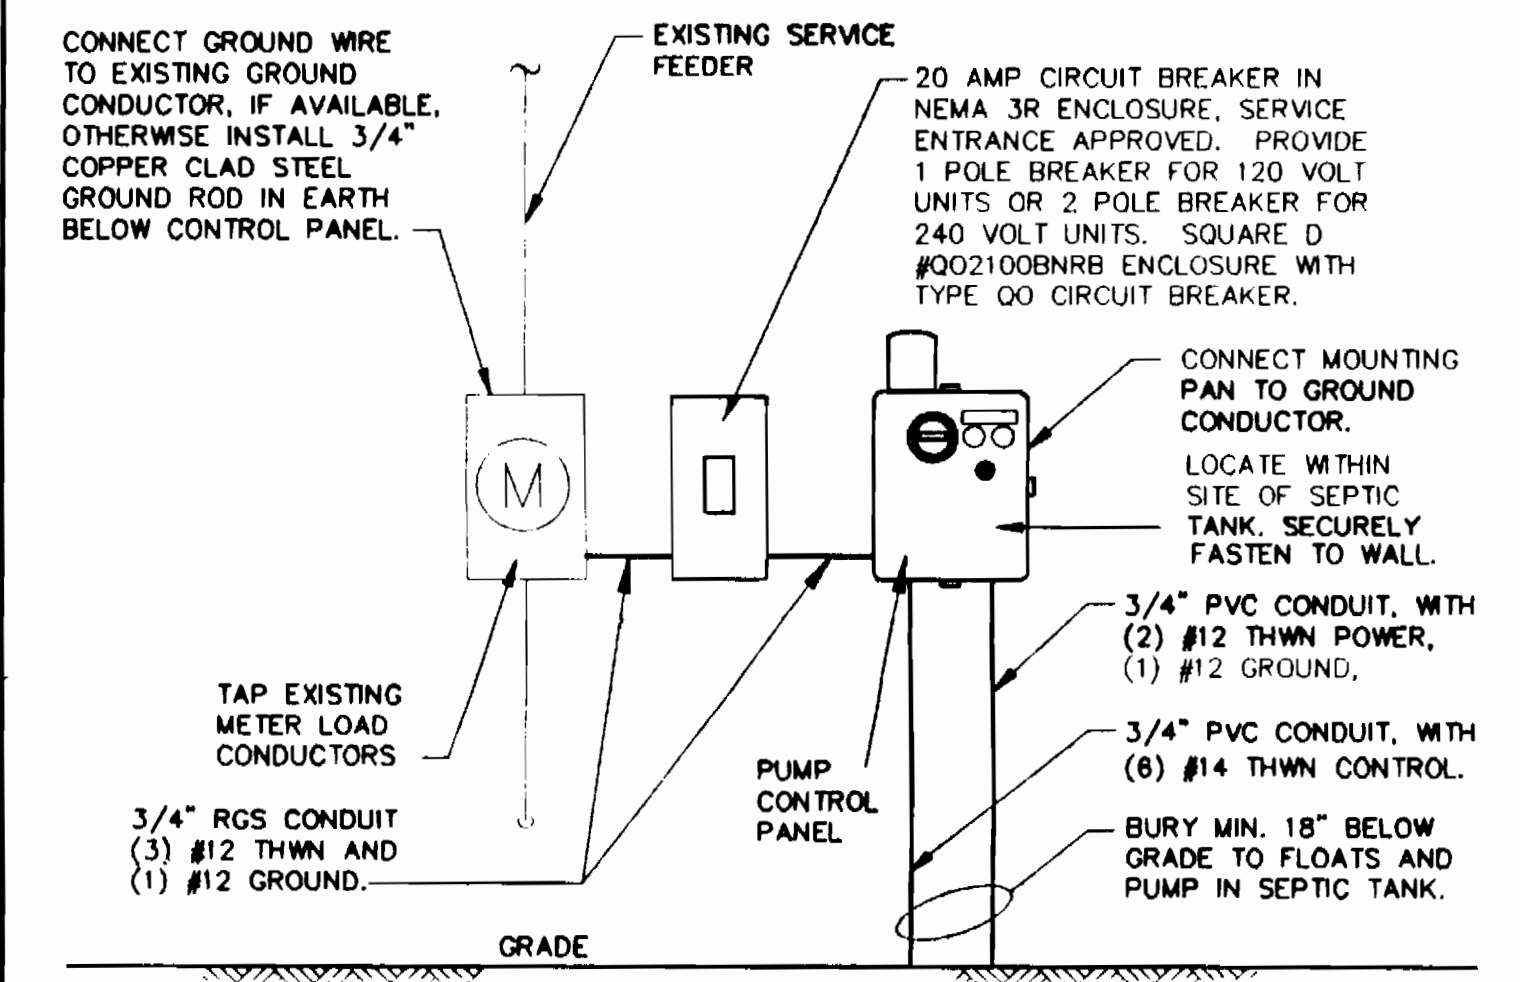 CONNECT GROUND WIRE
TO EXISTING GROUND
CONDUCTOR, IF AVAILABLE,
OTHERWISE INSTALL 3/4"
COPPER CLAD STEEL
GROUND ROD IN EARTH
BELOW CONTROL PANEL.
EXISTING SERVICE
FEEDER
20 AMP CIRCUIT BREAKER IN
NEMA 3R ENCLOSURE, SERVICE
ENTRANCE APPROVED. PROVIDE
1 POLE BREAKER FOR 120 VOLT
UNITS OR 2 POLE BREAKER FOR
240 VOLT UNITS. SQUARE D
#QO2100BNRB ENCLOSURE WITH
TYPE QO CIRCUIT BREAKER.
CONNECT MOUNTING
PAN TO GROUND
CONDUCTOR.
LOCATE WITHIN
SITE OF SEPTIC
TANK. SECURELY
FASTEN TO WALL.
M
3/4" PVC CONDUIT, WITH
(2) #12 THWN POWER,
(1) #12 GROUND,
TAP EXISTING
METER LOAD
CONDUCTORS
3/4" PVC CONDUIT, WITH
(6) #14 THWN CONTROL.
PUMP
CONTROL
PANEL
3/4" RGS CONDUIT
(3) #12 THWN AND
(1) #12 GROUND.
BURY MIN. 18" BELOW
GRADE TO FLOATS AND
PUMP IN SEPTIC TANK.
GRADE